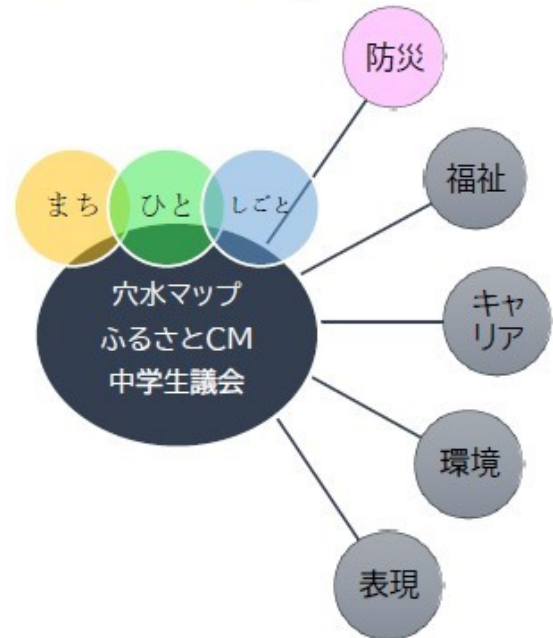 防災
まち
ひと
しごと
福祉
穴水マップ
ふるさとCM
中学生議会
キャ
リア
環境
表現